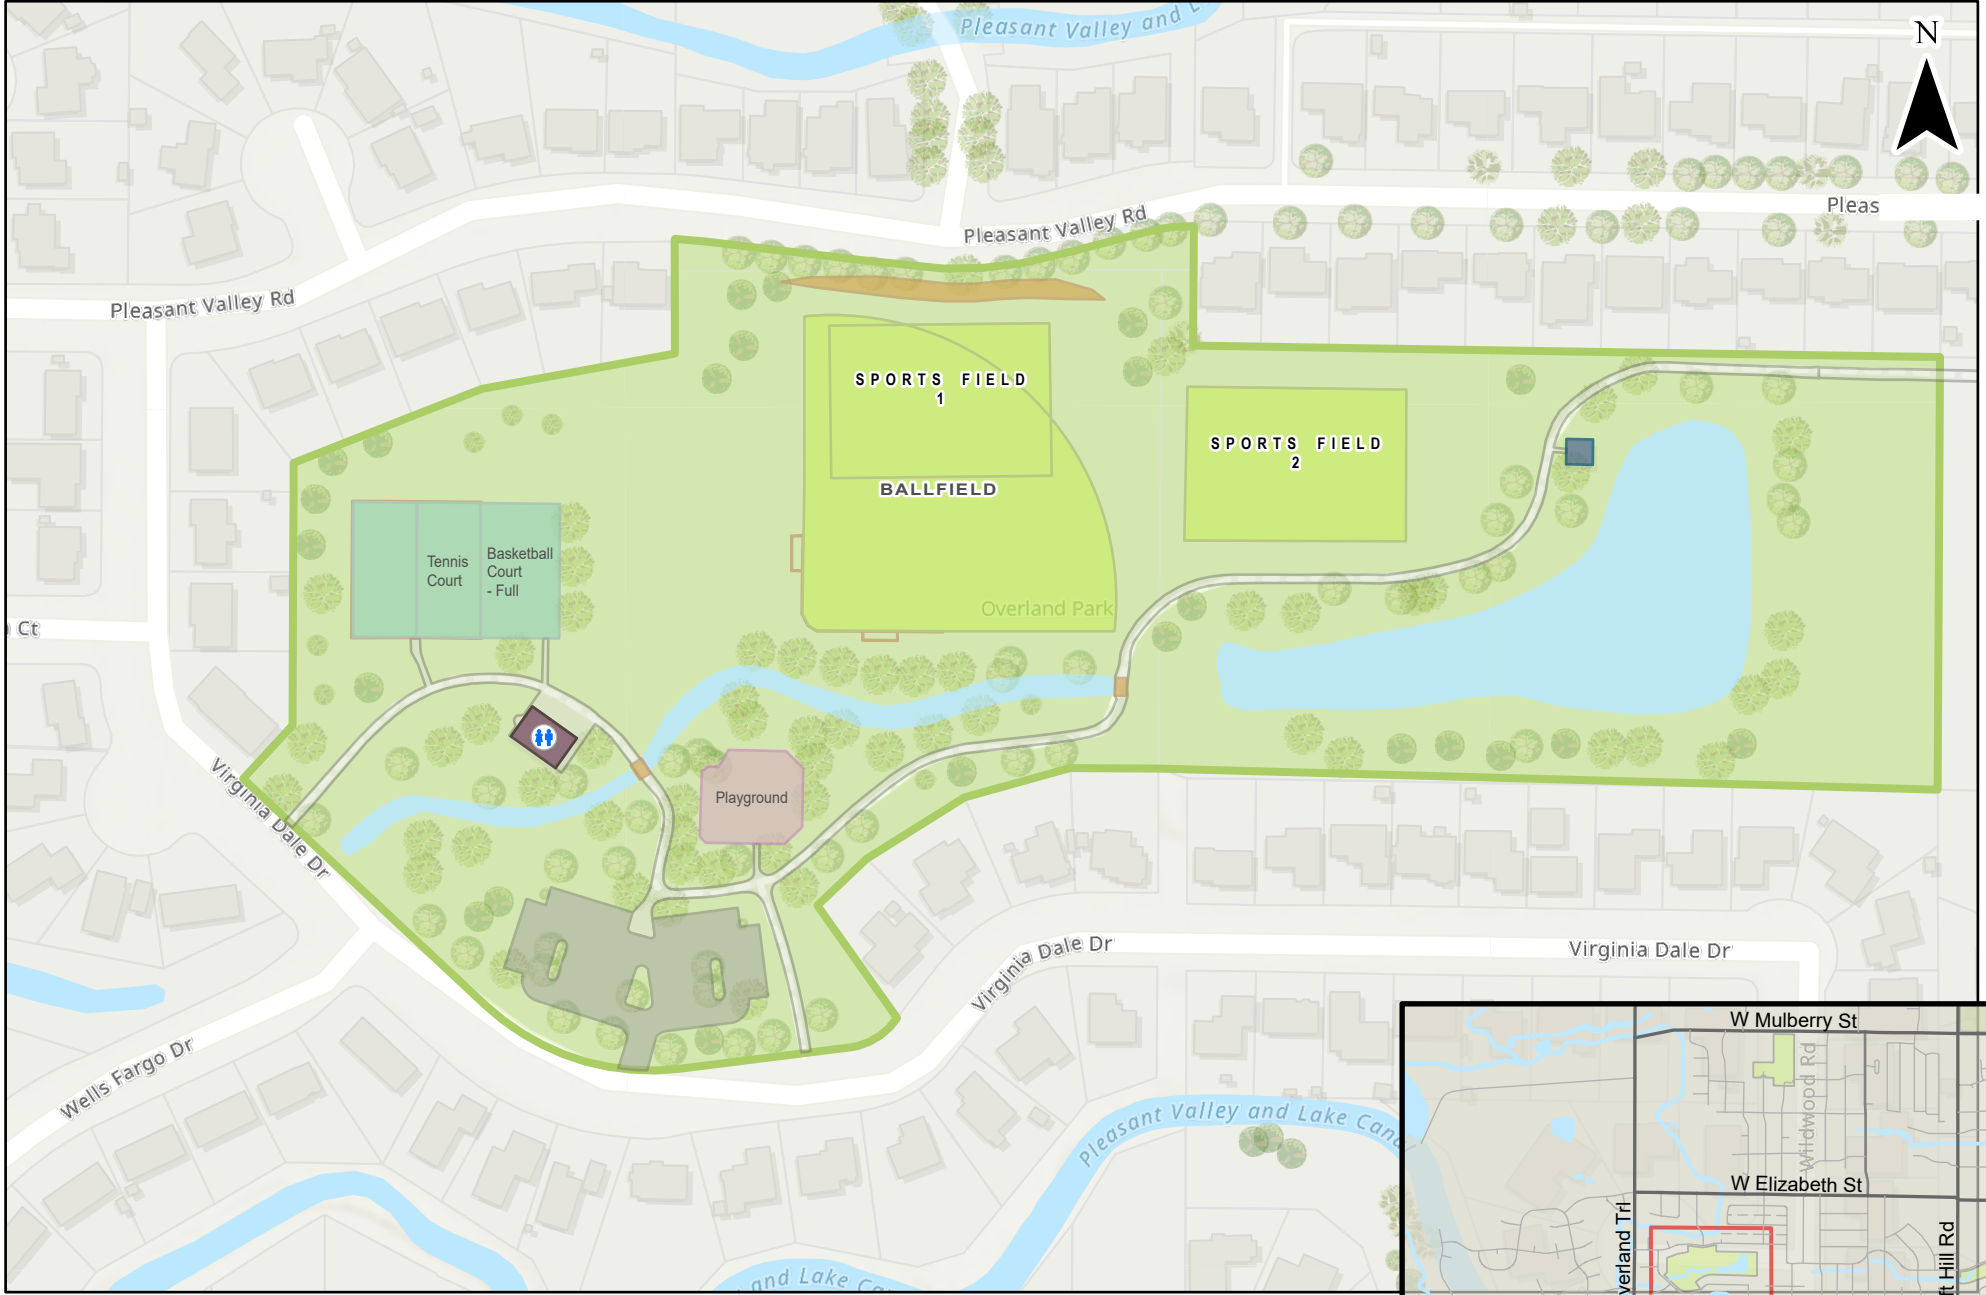 Pleasant Valley and L
N
Pleasant Valley Rd
Pleas
Pleasant Valley Rd
SPORTS FIELD
1
SPORTS FIELD
2
BALLFIELD
Tennis
Court
Basketball
Court
- Full
Overland Park
Ct
Playground
Virginia Dale Dr
Virginia Dale Dr
Virginia Dale Dr
Wells Fargo Dr
Pleasant Valley and Lake Cana
and Lake Ca
W Mulberry St
Wildwood Rd
W Elizabeth St
verland Trl
ft Hill Rd